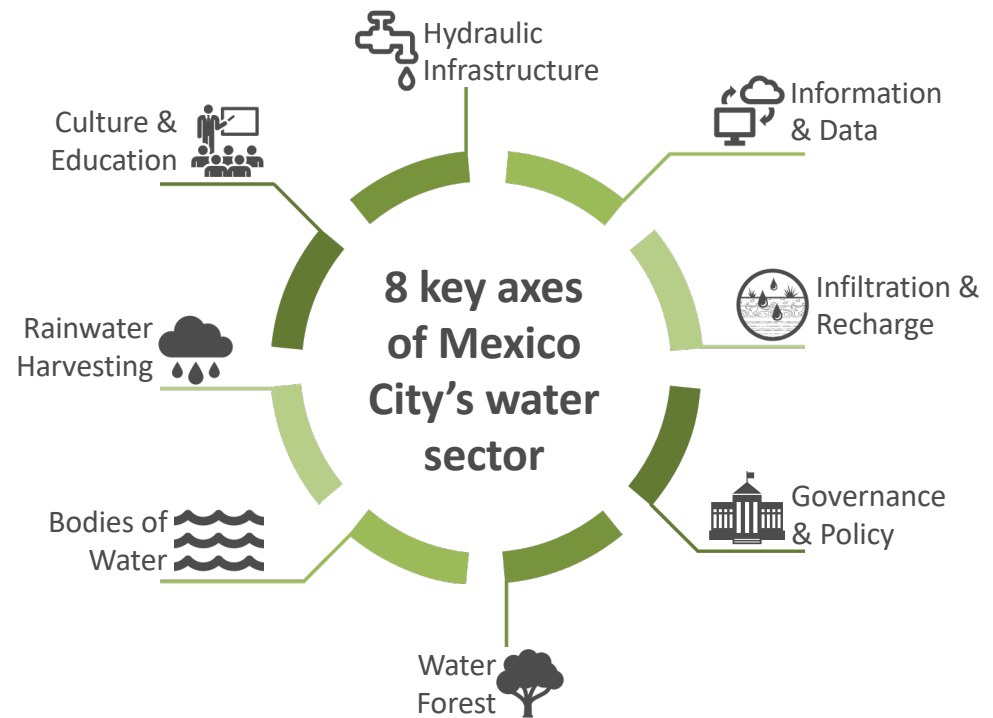 Hydraulic
Infrastructure
Information
& Data
Culture &
Education
Infiltration &
Recharge
8 key axes
of Mexico
City's water
sector
Rainwater
Harvesting
Governance
& Policy
Bodies of
Water
Water
Forest